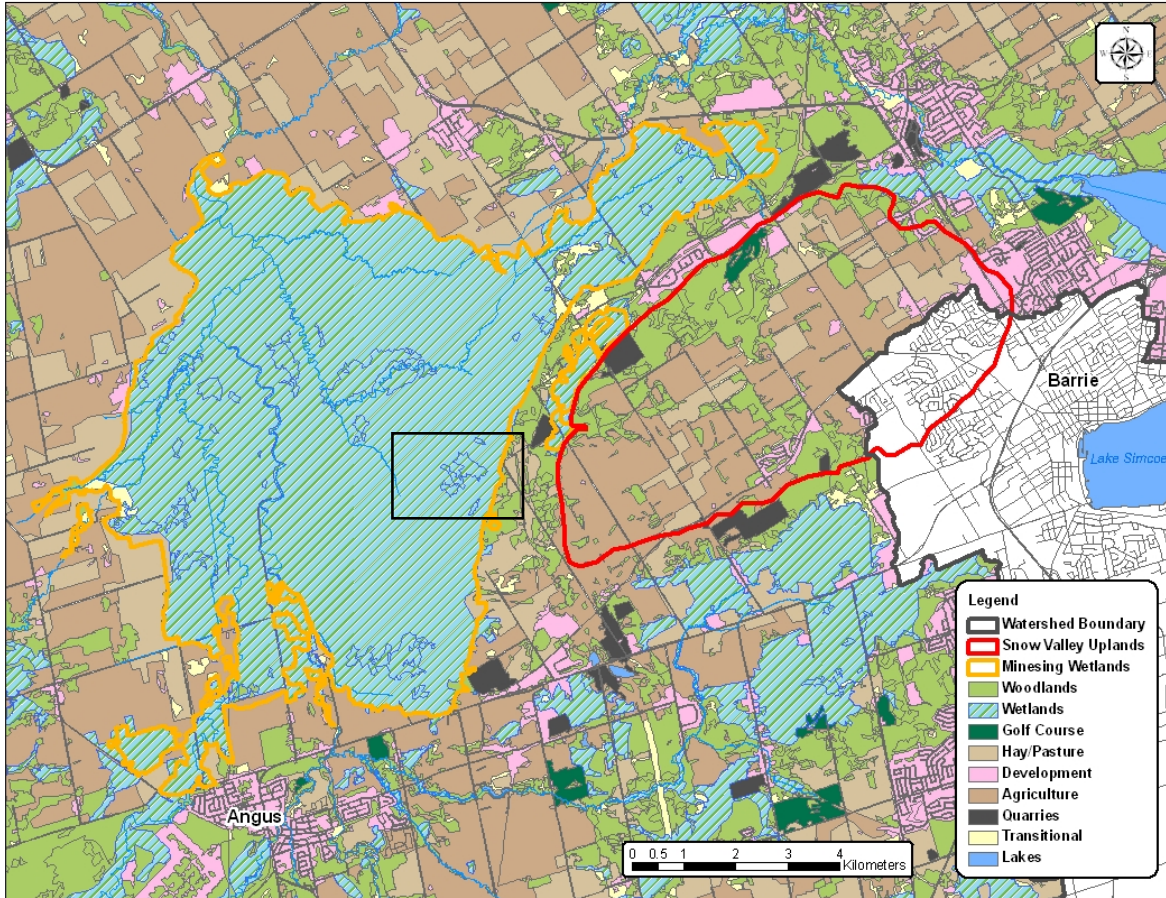 N
W E
S
Barrie
Lake Simcoe
Angus
Legend
Watershed Boundary
Snow Valley Uplands
Minesing Wetlands
Woodlands
Wetlands
Golf Course
Hay/Pasture
Development
Agriculture
Quarries
Transitional
Lakes
0 0.5 1 2 3 4
Kilometers